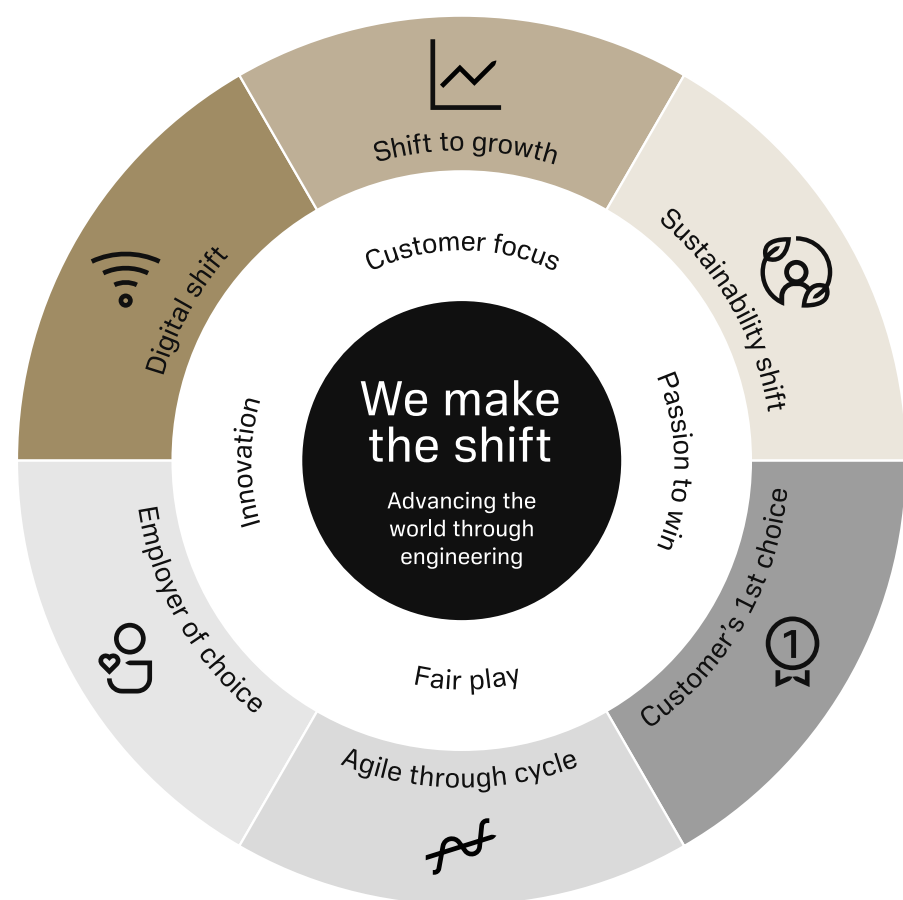 Shift to growth
Sustainability shift
Customer's 1st choice
Agile through cycle
Employer of choice
Digital shift
Customer focus
Passion to win
Fair play
Innovation
We make
the shift
Advancing the
world through
engineering
1